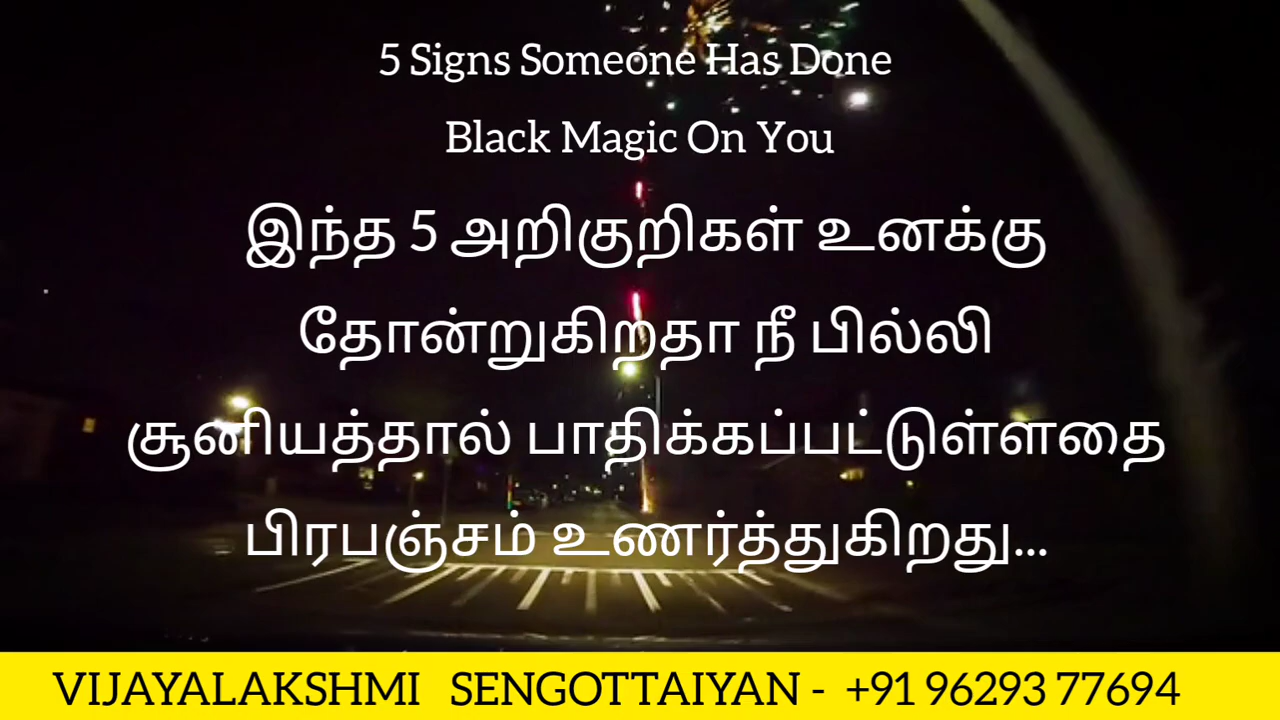 5 Signs Someone Has Done
Black Magic On You
இந்த 5 அறிகுறிகள் உனக்கு
தோன்றுகிறதா நீ பில்லி
சூனியத்தால் பாதிக்கப்பட்டுள்ளதை
பிரபஞ்சம் உணர்த்துகிறது...
VIJAYALAKSHMI SENGOTTAIYAN - +91 96293 77694